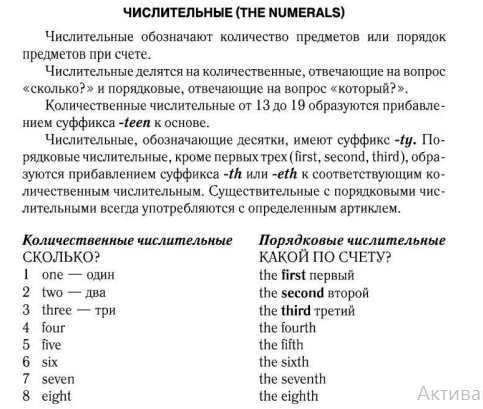 ЧИСЛИТЕЛЬНЫЕ (THE NUMERALS)
Числительные обозначают количество предметов или порядок
предметов при счете.
Числительные делятся на количественные, отвечающие на вопрос
«сколько?» и порядковые, отвечающие на вопрос «который?».
Количественные числительные от 13 до 19 образуются прибавле-
нием суффикса -teen к основе.
Числительные, обозначающие десятки, имеют суффикс -ty. По-
рядковые числительные, кроме первых трех (first, second, third), обра-
зуются прибавлением суффикса -th или -eth к соответствующим ко-
личественным числительным. Существительные с порядковыми чис-
лительными всегда употребляются с определенным артиклем.
Количественные числительные Порядковые числительные
СКОЛЬКО? КАКОЙ ПО СЧЕТУ?
1 one — один the first первый
2 two — два the second второй
3 three — три the third третий
4 four the fourth
5 five the fifth
6 six the sixth
7 seven the seventh
8 eight the eighth
Актива